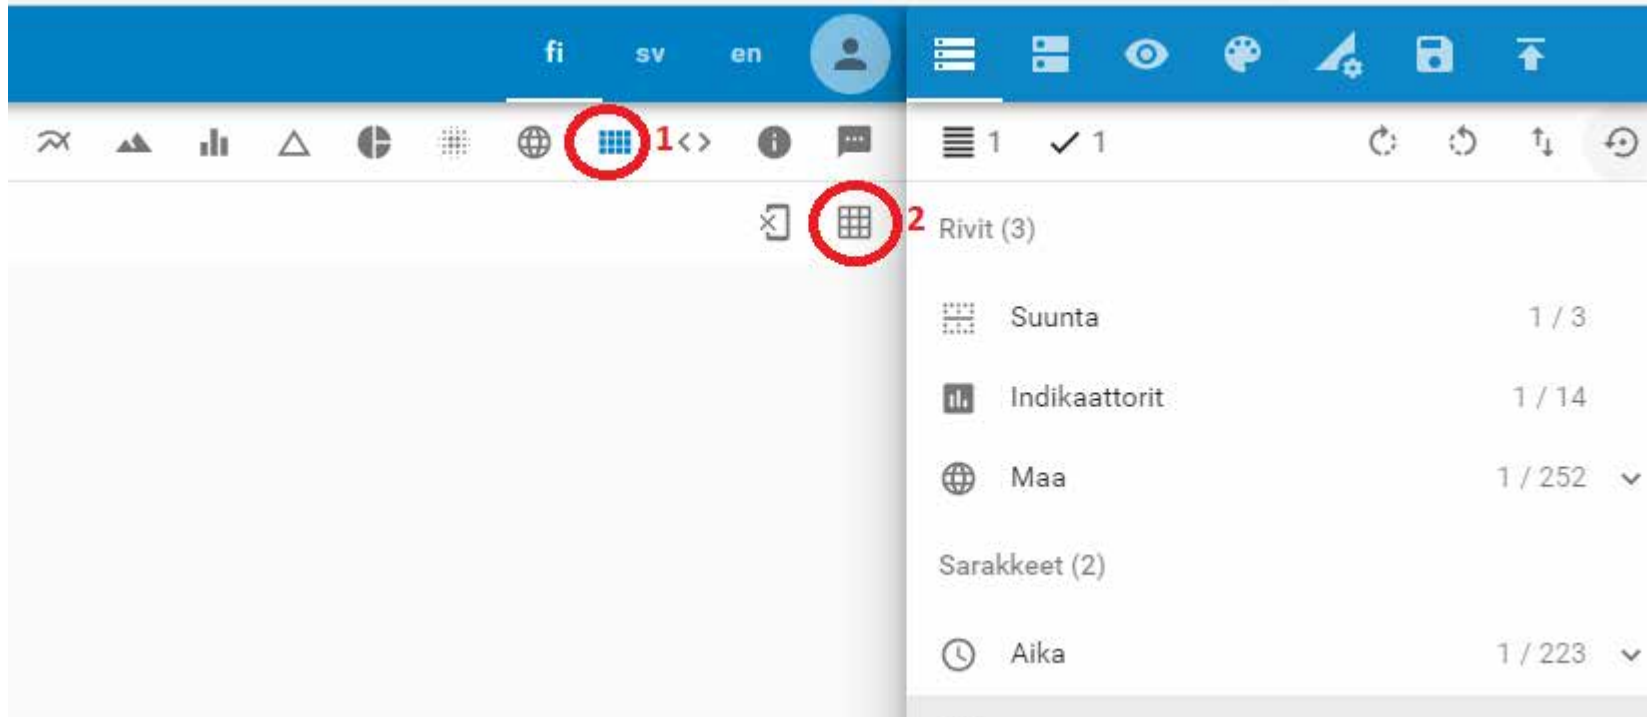 fi sv en
1
1 1
2
Rivit (3)
Suunta 1 / 3
Indikaattorit 1 / 14
Maa 1 / 252
Sarakkeet (2)
Aika 1 / 223